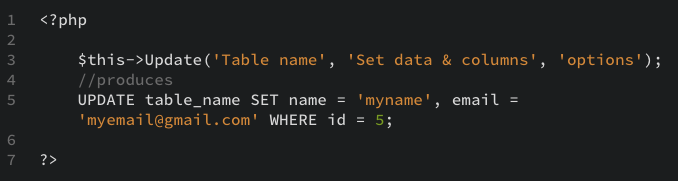 1 <?php
2
3 $this->Update('Table name', 'Set data & columns', 'options');
4 //produces
5 UPDATE table_name SET name = 'myname', email =
'myemail@gmail.com' WHERE id = 5;
6
7 ?>